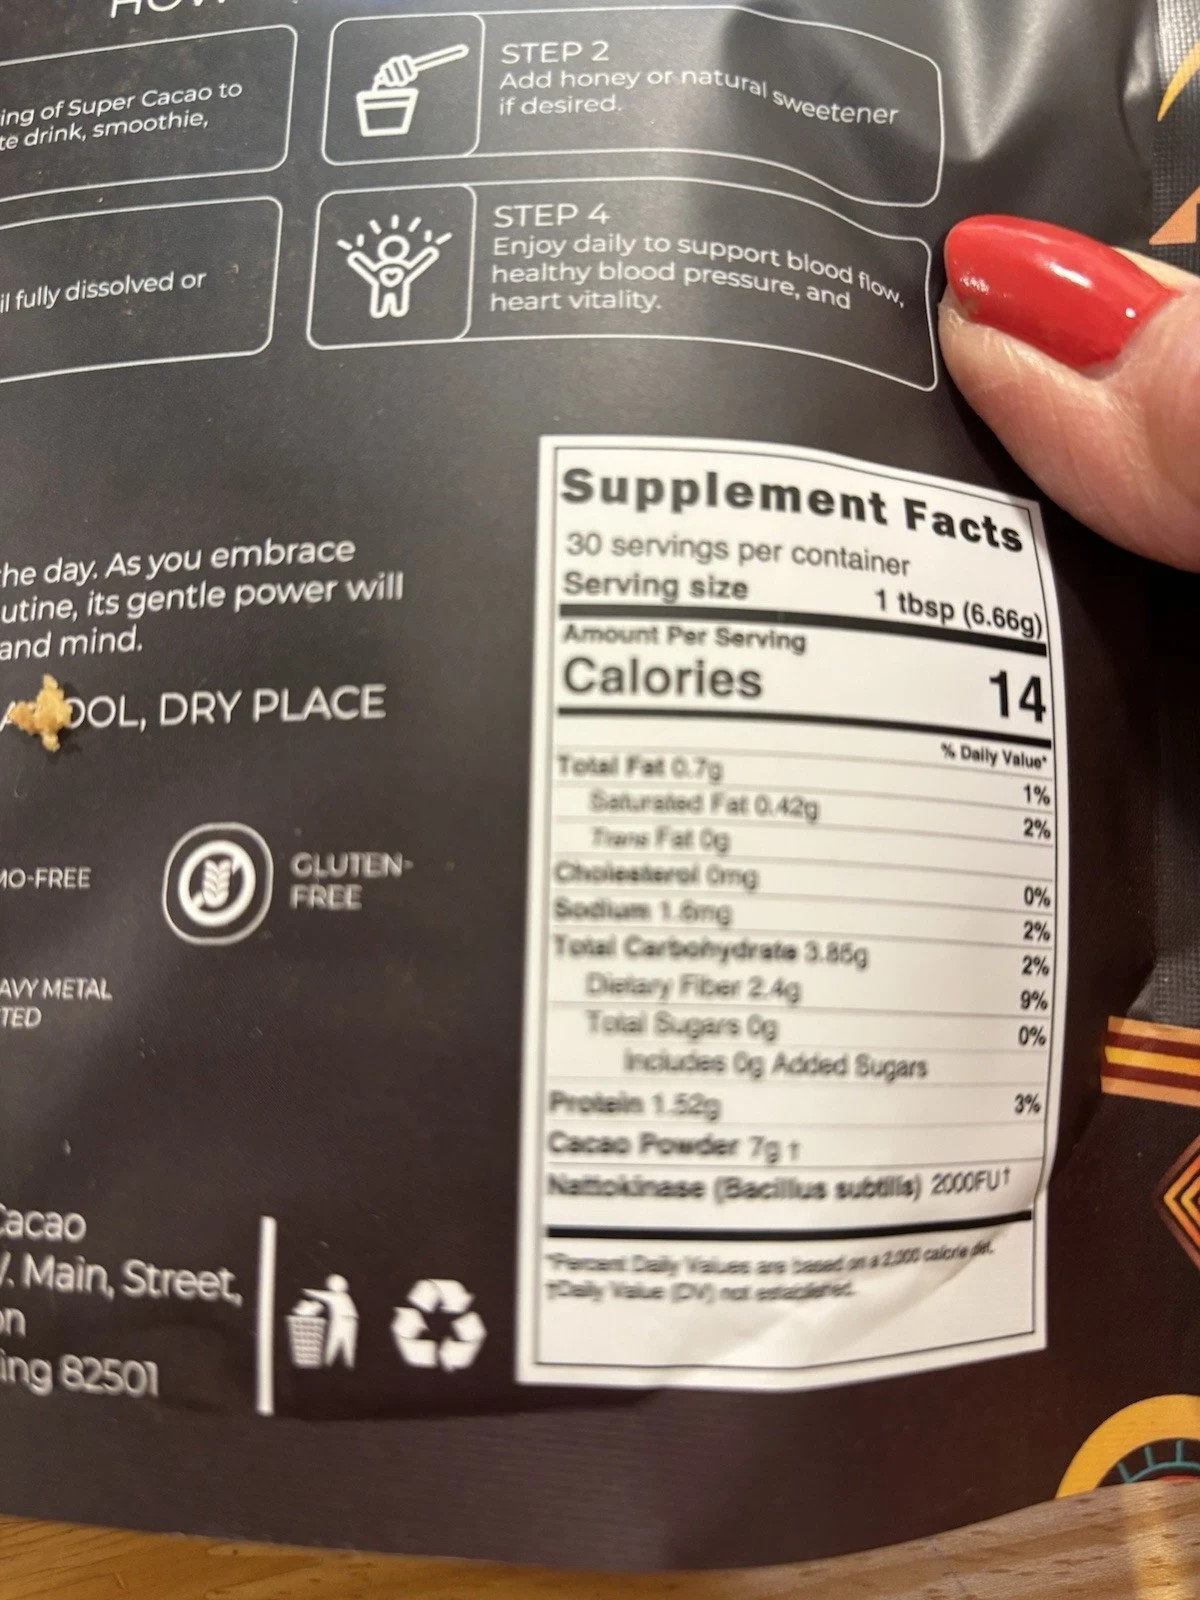 HOW
ing of Super Cacao to
te drink, smoothie,
STEP 2
Add honey or natural sweetener
if desired.
il fully dissolved or
STEP 4
Enjoy daily to support blood flow,
healthy blood pressure, and
heart vitality.
the day. As you embrace
utine, its gentle power will
and mind.
OOL, DRY PLACE
MO-FREE
GLUTEN-
FREE
AVY METAL
TED
Cacao
. Main, Street,
on
ing 82501
Supplement Facts
30 servings per container
Serving size 1 tbsp (6.66g)
Amount Per Serving
Calories 14
% Daily Value*
Total Fat 0.7g 1%
Saturated Fat 0.42g 2%
Trans Fat 0g
Cholesterol 0mg 0%
Sodium 1.6mg 2%
Total Carbohydrate 3.85g 2%
Dietary Fiber 2.4g 9%
Total Sugars 0g 0%
Includes 0g Added Sugars
Protein 1.52g 3%
Cacao Powder 7g †
Nattokinase (Bacillus subtilis) 2000FU†
*Percent Daily Values are based on a 2,000 calorie diet.
†Daily Value (DV) not established.